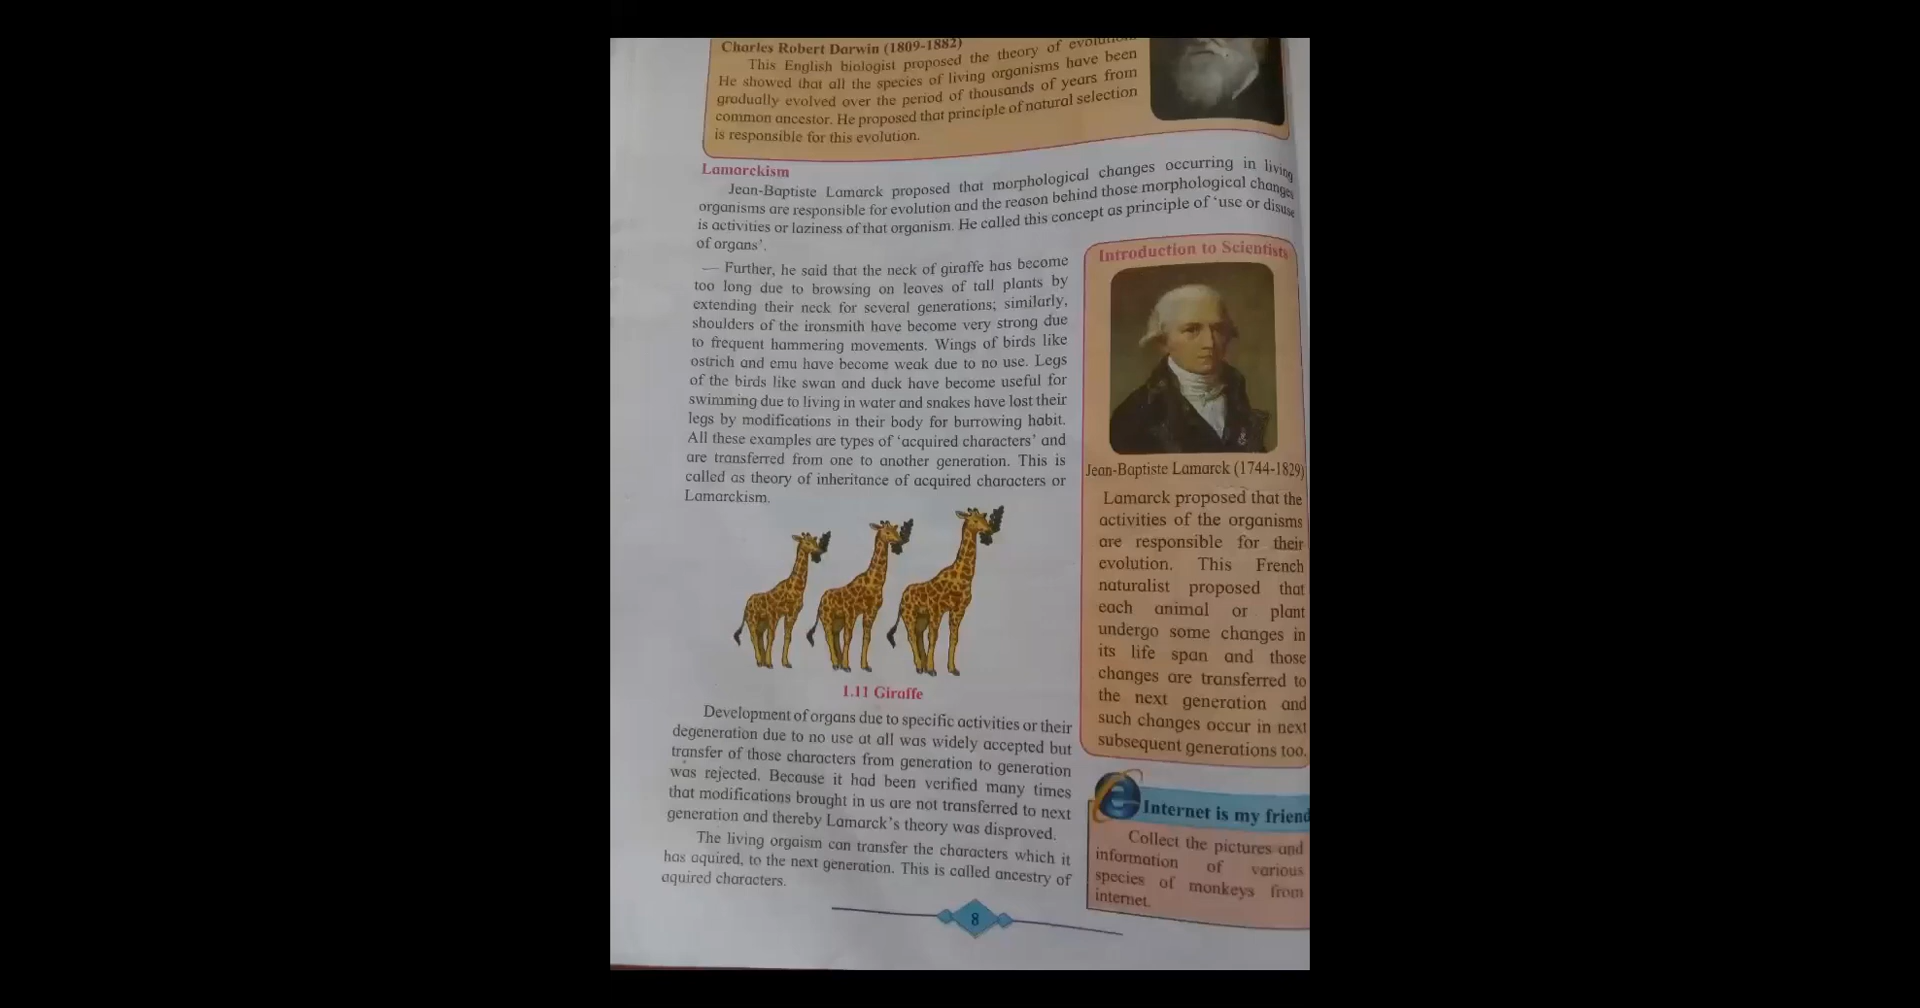 Charles Robert Darwin (1809-1882)
This English biologist proposed the theory of
He showed that all the species of living organisms have been
gradually evolved over the period of thousands of years from
common ancestor. He proposed that principle of natural selection
is responsible for this evolution.
Lamarckism
Jean-Baptiste Lamarck proposed that morphological changes occurring in living
organisms are responsible for evolution and the reason behind those morphological changes
is activities or laziness of that organism. He called this concept as principle of 'use or disuse
of organs'.
Further, he said that the neck of giraffe has become
too long due to browsing on leaves of tall plants by
extending their neck for several generations; similarly,
shoulders of the ironsmith have become very strong due
to frequent hammering movements. Wings of birds like
ostrich and emu have become weak due to no use. Legs
of the birds like swan and duck have become useful for
swimming due to living in water and snakes have lost their
legs by modifications in their body for burrowing habit.
All these examples are types of 'acquired characters' and
are transferred from one to another generation. This is
called as theory of inheritance of acquired characters or
Lamarckism.
1.11 Giraffe
Development of organs due to specific activities or their
degeneration due to no use at all was widely accepted but
transfer of those characters from generation to generation
was rejected. Because it had been verified many times
that modifications brought in us are not transferred to next
generation and thereby Lamarck's theory was disproved.
The living orgaism can transfer the characters which it
has aquired, to the next generation. This is called ancestry of
aquired characters.
Introduction to Scientists
Jean-Baptiste Lamarck (1744-1829)
Lamarck proposed that the
activities of the organisms
are responsible for their
evolution. This French
naturalist proposed that
each animal or plant
undergo some changes in
its life span and those
changes are transferred to
the next generation and
such changes occur in next
subsequent generations too.
Internet is my friend
Collect the pictures and
information of various
species of monkeys from
internet.
8